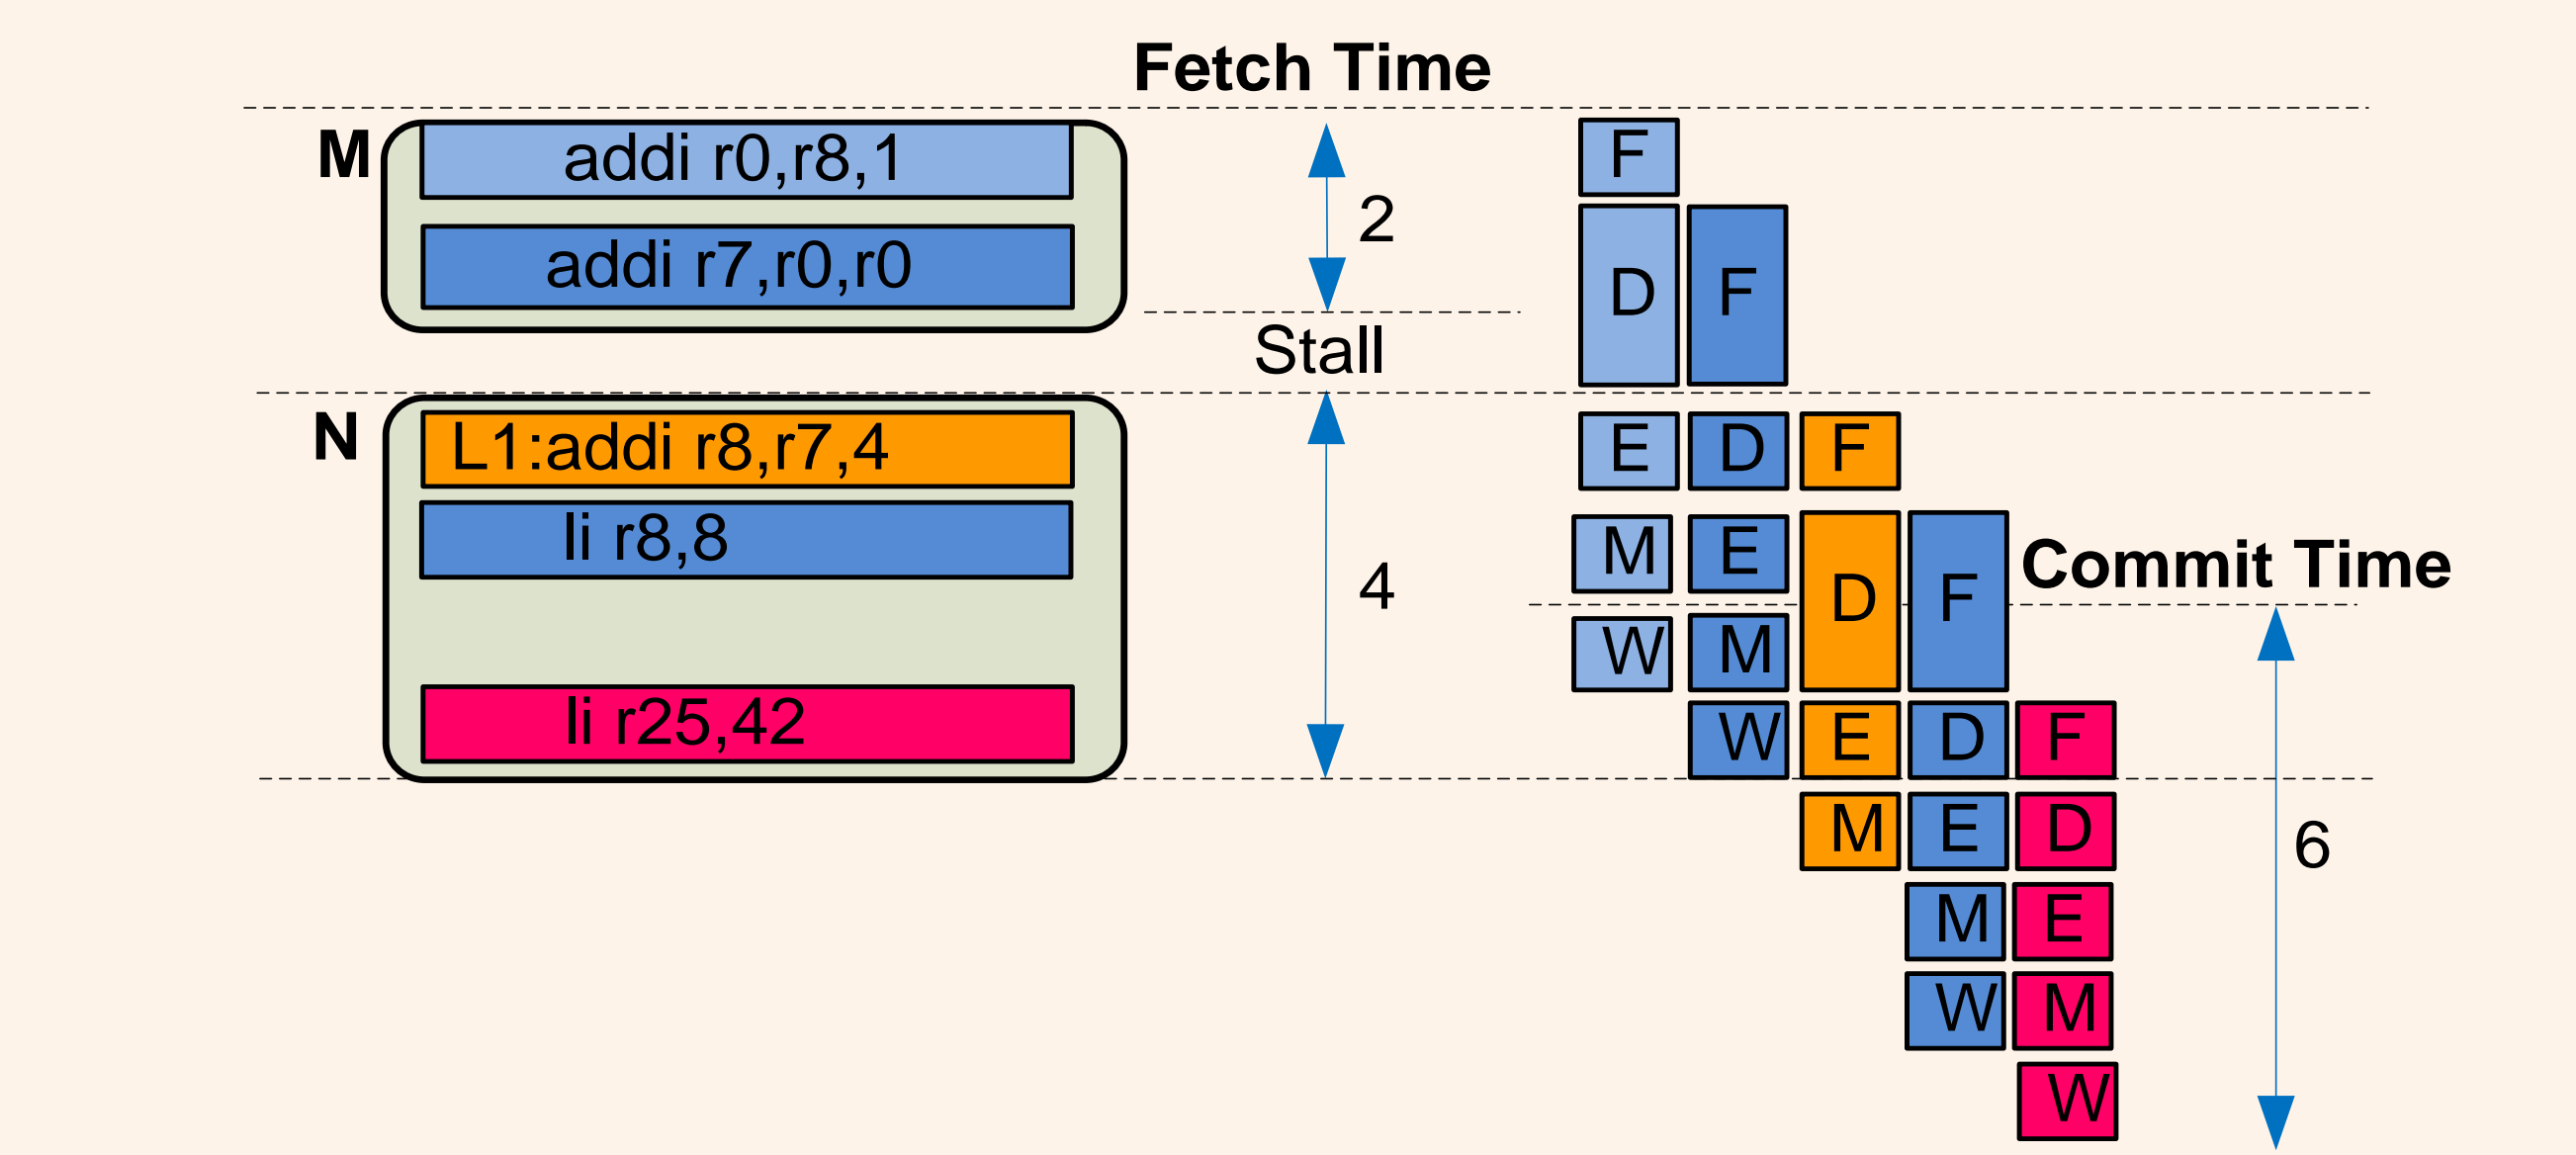 Fetch Time
M addi r0,r8,1 F
2
addi r7,r0,r0 D F
Stall
N L1:addi r8,r7,4 E D F
li r8,8 M E D F Commit Time
4
W M
li r25,42 W E D F
M E D 6
M E
W M
W